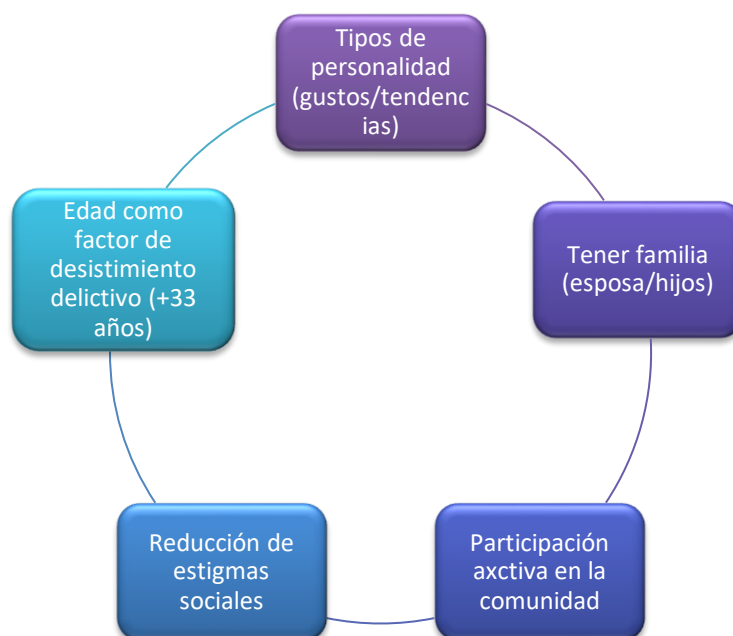 Tipos de
personalidad
(gustos/tendenc
ias)
Tener familia
(esposa/hijos)
Participación
axctiva en la
comunidad
Reducción de
estigmas
sociales
Edad como
factor de
desistimiento
delictivo (+33
años)